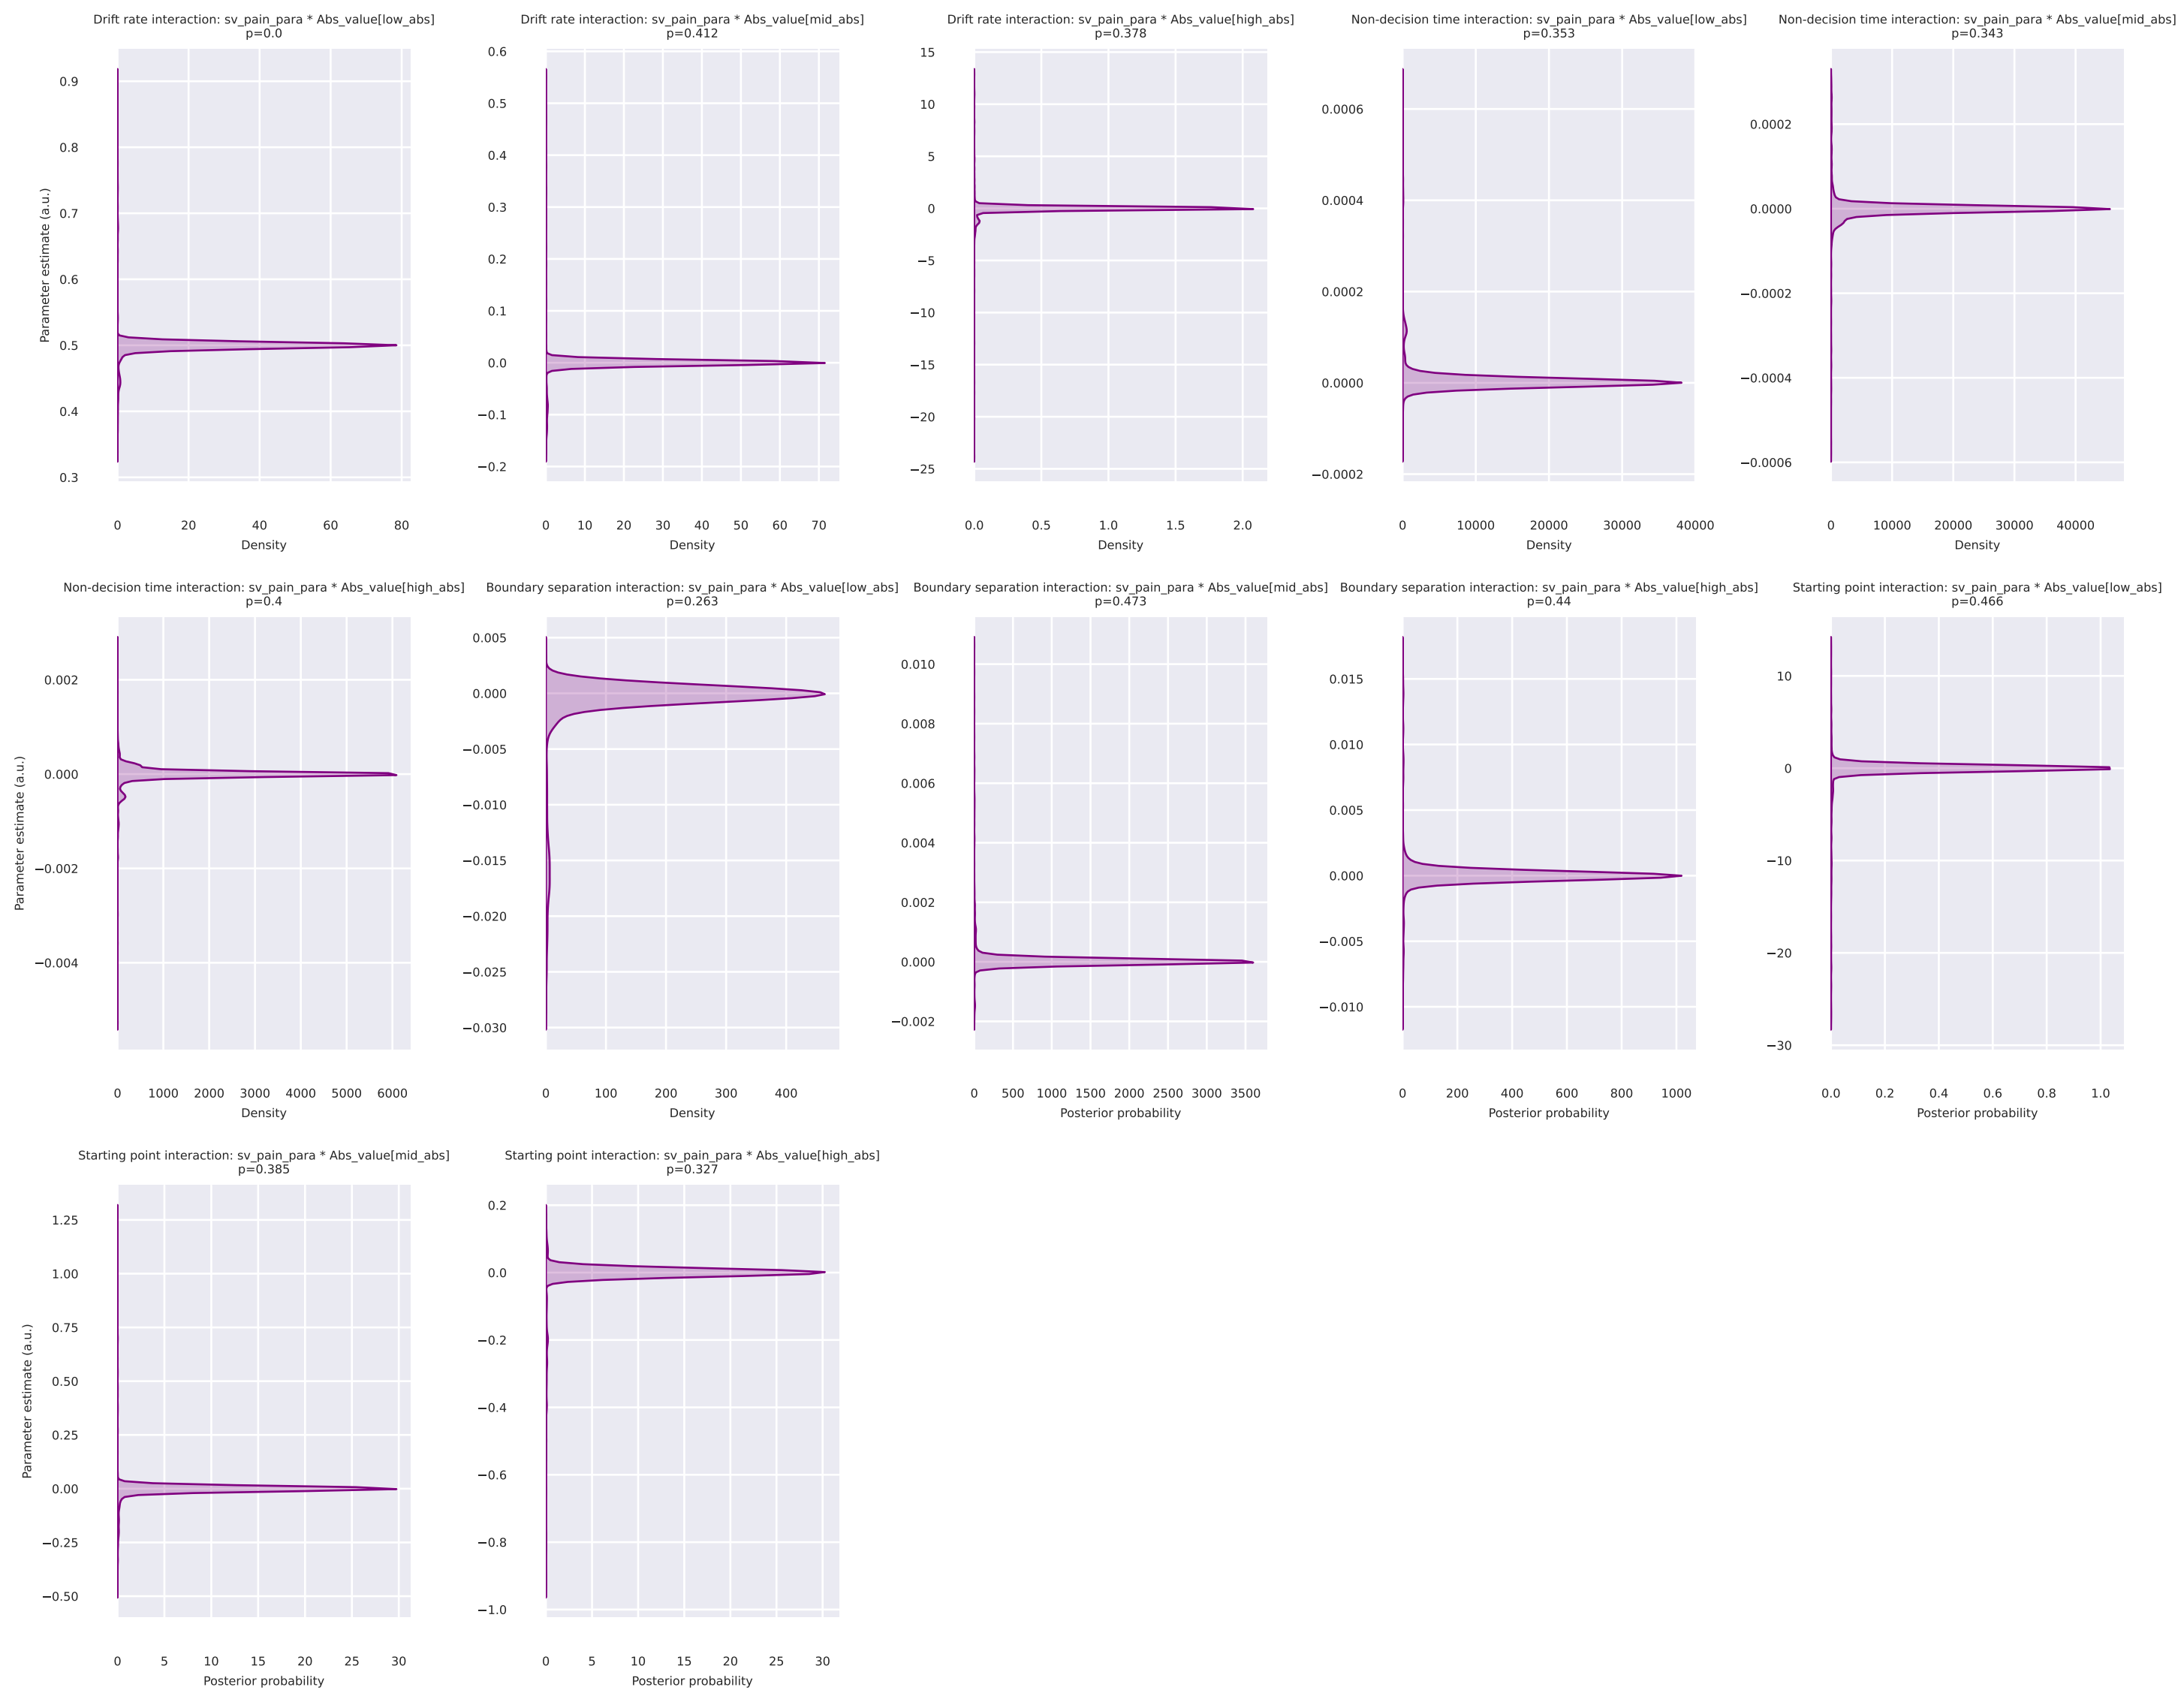 Drift rate interaction: sv_pain_para * Abs_value[low_abs]
p=0.0
Parameter estimate (a.u.)
0.9
0.8
0.7
0.6
0.5
0.4
0.3
0 20 40 60 80
Density
Drift rate interaction: sv_pain_para * Abs_value[mid_abs]
p=0.412
0.6
0.5
0.4
0.3
0.2
0.1
0.0
−0.1
−0.2
0 10 20 30 40 50 60 70
Density
Drift rate interaction: sv_pain_para * Abs_value[high_abs]
p=0.378
15
10
5
0
−5
−10
−15
−20
−25
0.0 0.5 1.0 1.5 2.0
Density
Non-decision time interaction: sv_pain_para * Abs_value[low_abs]
p=0.353
0.0006
0.0004
0.0002
0.0000
−0.0002
0 10000 20000 30000 40000
Density
Non-decision time interaction: sv_pain_para * Abs_value[mid_abs]
p=0.343
0.0002
0.0000
−0.0002
−0.0004
−0.0006
0 10000 20000 30000 40000
Density
Non-decision time interaction: sv_pain_para * Abs_value[high_abs]
p=0.4
Parameter estimate (a.u.)
0.002
0.000
−0.002
−0.004
0 1000 2000 3000 4000 5000 6000
Density
Boundary separation interaction: sv_pain_para * Abs_value[low_abs]
p=0.263
0.005
0.000
−0.005
−0.010
−0.015
−0.020
−0.025
−0.030
0 100 200 300 400
Density
Boundary separation interaction: sv_pain_para * Abs_value[mid_abs]
p=0.473
0.010
0.008
0.006
0.004
0.002
0.000
−0.002
0 500 1000 1500 2000 2500 3000 3500
Posterior probability
Boundary separation interaction: sv_pain_para * Abs_value[high_abs]
p=0.44
0.015
0.010
0.005
0.000
−0.005
−0.010
0 200 400 600 800 1000
Posterior probability
Starting point interaction: sv_pain_para * Abs_value[low_abs]
p=0.466
10
0
−10
−20
−30
0.0 0.2 0.4 0.6 0.8 1.0
Posterior probability
Starting point interaction: sv_pain_para * Abs_value[mid_abs]
p=0.385
Parameter estimate (a.u.)
1.25
1.00
0.75
0.50
0.25
0.00
−0.25
−0.50
0 5 10 15 20 25 30
Posterior probability
Starting point interaction: sv_pain_para * Abs_value[high_abs]
p=0.327
0.2
0.0
−0.2
−0.4
−0.6
−0.8
−1.0
0 5 10 15 20 25 30
Posterior probability